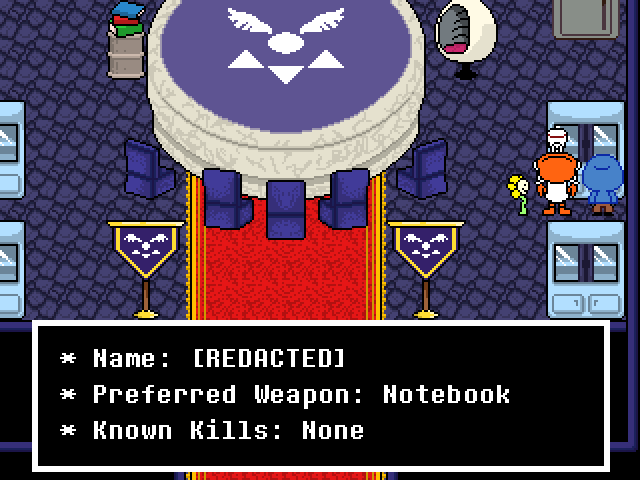 * Name: [REDACTED]
* Preferred Weapon: Notebook
* Known Kills: None